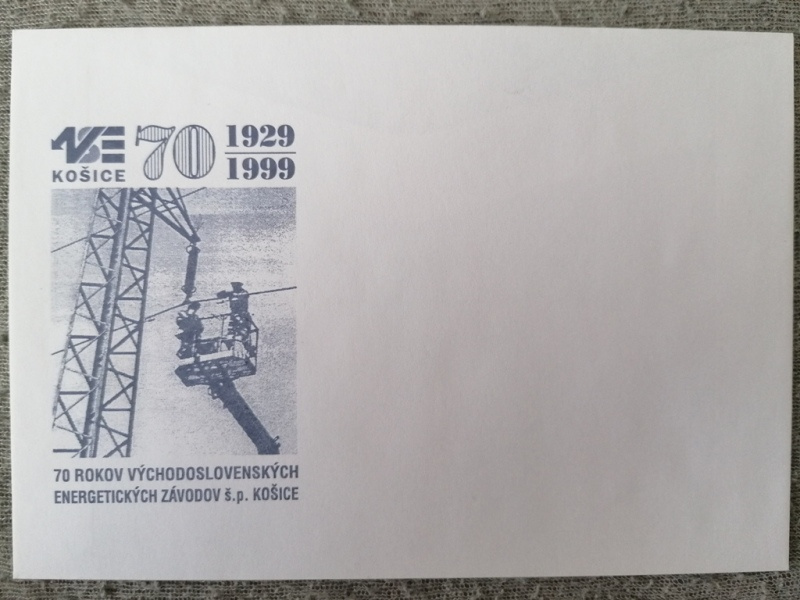 VSE
KOŠICE
70
1929
1999
70 ROKOV VÝCHODOSLOVENSKÝCH
ENERGETICKÝCH ZÁVODOV š.p. KOŠICE